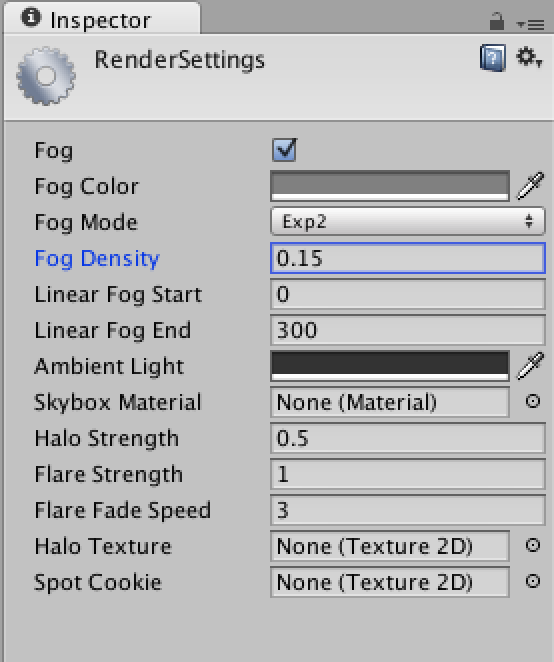 Inspector
RenderSettings
Fog
Fog Color
Fog Mode Exp2
Fog Density 0.15
Linear Fog Start 0
Linear Fog End 300
Ambient Light
Skybox Material None (Material)
Halo Strength 0.5
Flare Strength 1
Flare Fade Speed 3
Halo Texture None (Texture 2D)
Spot Cookie None (Texture 2D)